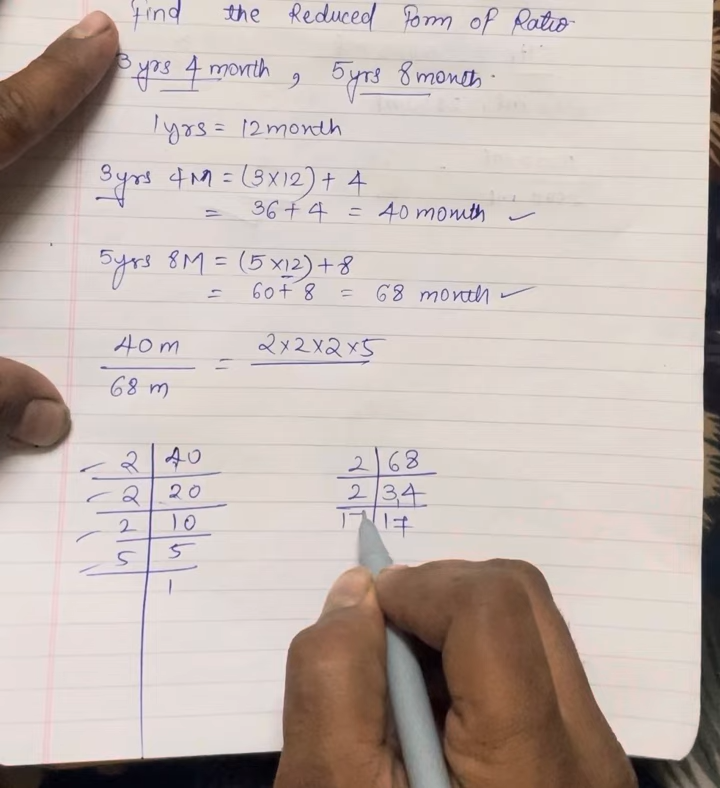 Find the Reduced Form of Ratio
3 yrs 4 month , 5 yrs 8 month.
1 yrs = 12 month
3 yrs 4 M = (3 × 12) + 4
= 36 + 4 = 40 month ✓
5 yrs 8 M = (5 × 12) + 8
= 60 + 8 = 68 month ✓
40 m = 2 × 2 × 2 × 5
68 m
2 | 40
2 | 20
2 | 10
5 | 5
1
2 | 68
2 | 34
17 | 17